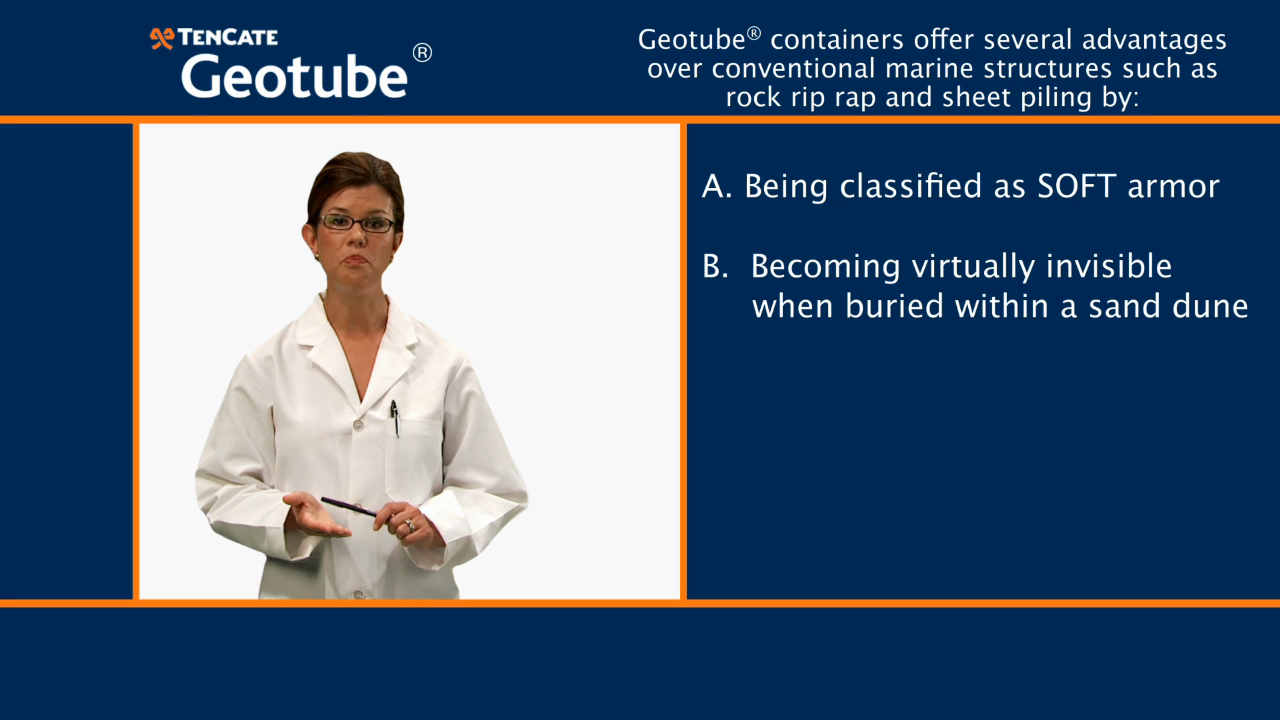 TENCATE
Geotube®
Geotube® containers offer several advantages
over conventional marine structures such as
rock rip rap and sheet piling by:
A. Being classified as SOFT armor
B. Becoming virtually invisible
when buried within a sand dune